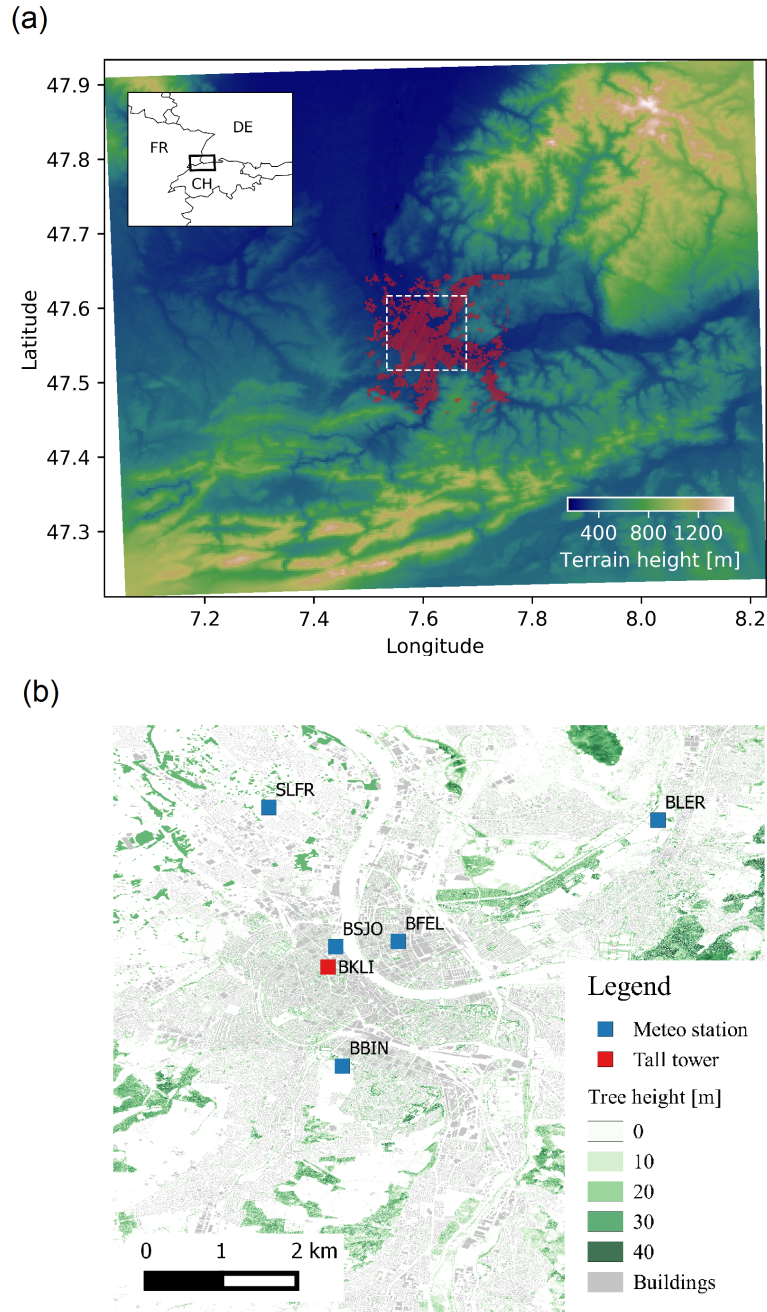 (a)
47.9
47.8
47.7
47.6
47.5
47.4
47.3
Latitude
DE
FR
CH
400 800 1200
Terrain height [m]
7.2 7.4 7.6 7.8 8.0 8.2
Longitude
(b)
SLFR
BLER
BSJO
BFEL
BKLI
BBIN
Legend
Meteo station
Tall tower
Tree height [m]
0
10
20
30
40
Buildings
0 1 2 km